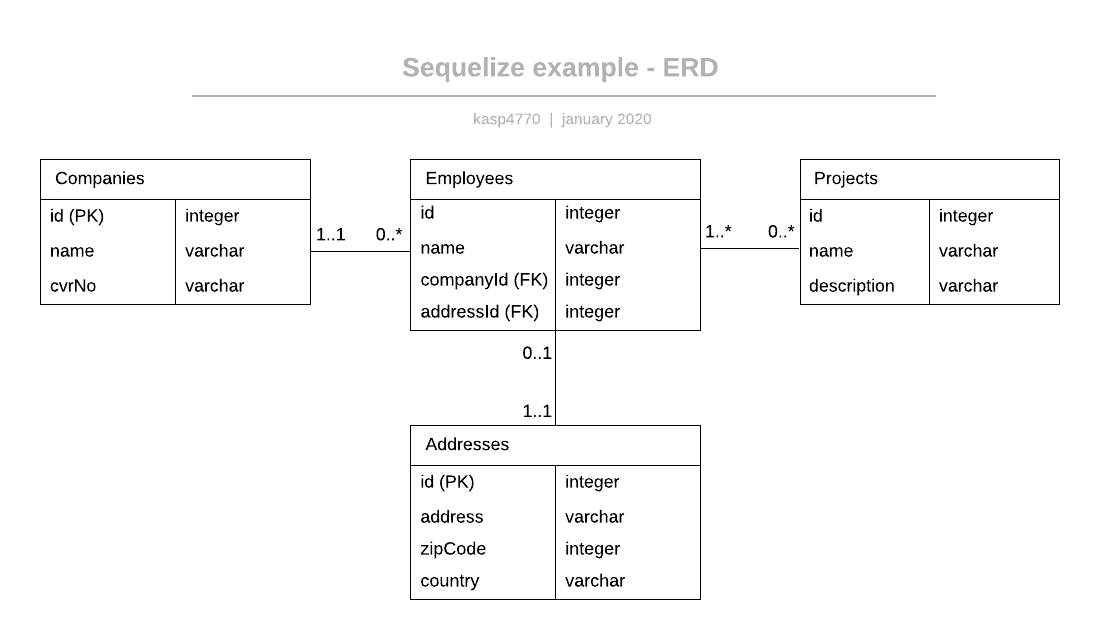 Sequelize example - ERD
kasp4770 | january 2020
Companies
id (PK) integer
name varchar
cvrNo varchar
1..1 0..*
Employees
id integer
name varchar
companyId (FK) integer
addressId (FK) integer
1..* 0..*
Projects
id integer
name varchar
description varchar
0..1
1..1
Addresses
id (PK) integer
address varchar
zipCode integer
country varchar